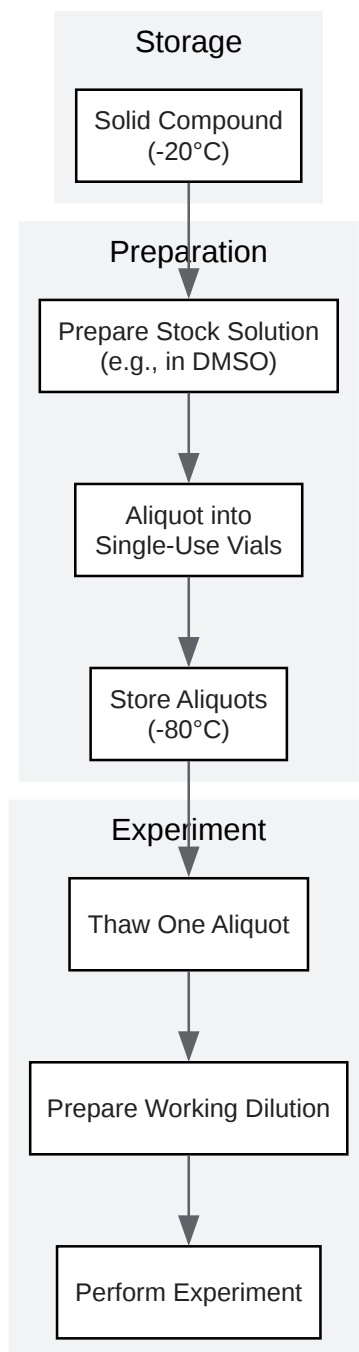 Storage
Solid Compound
(-20°C)
Preparation
Prepare Stock Solution
(e.g., in DMSO)
Aliquot into
Single-Use Vials
Store Aliquots
(-80°C)
Experiment
Thaw One Aliquot
Prepare Working Dilution
Perform Experiment